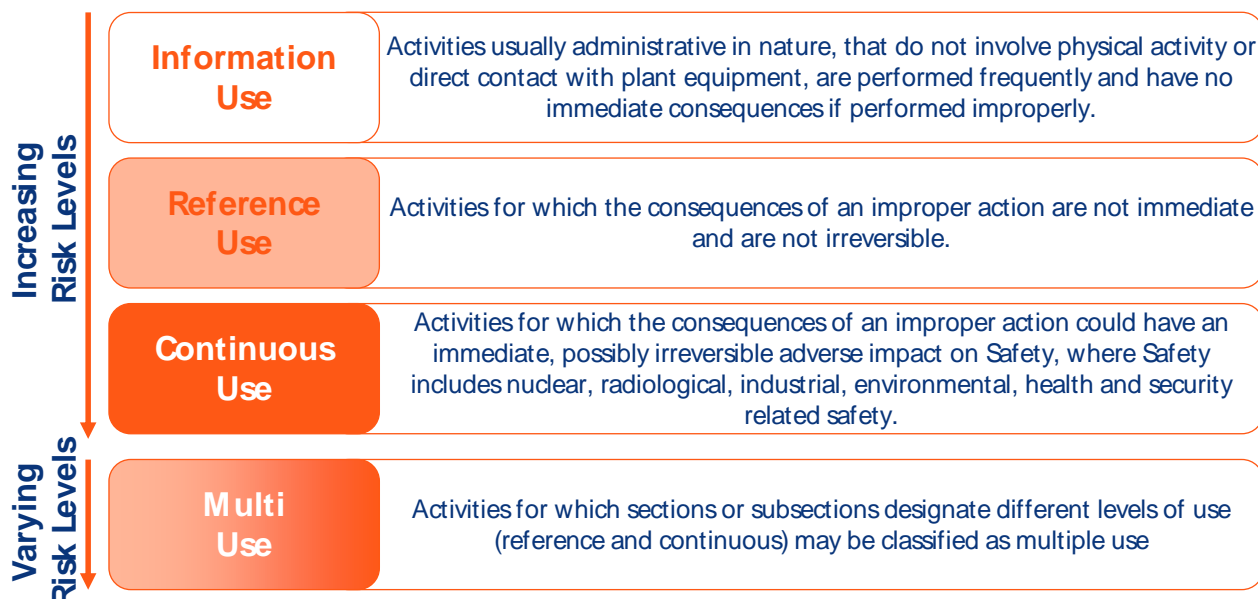 Increasing
Risk Levels
Information
Use
Activities usually administrative in nature, that do not involve physical activity or
direct contact with plant equipment, are performed frequently and have no
immediate consequences if performed improperly.
Reference
Use
Activities for which the consequences of an improper action are not immediate
and are not irreversible.
Continuous
Use
Activities for which the consequences of an improper action could have an
immediate, possibly irreversible adverse impact on Safety, where Safety
includes nuclear, radiological, industrial, environmental, health and security
related safety.
Varying
Risk Levels
Multi
Use
Activities for which sections or subsections designate different levels of use
(reference and continuous) may be classified as multiple use